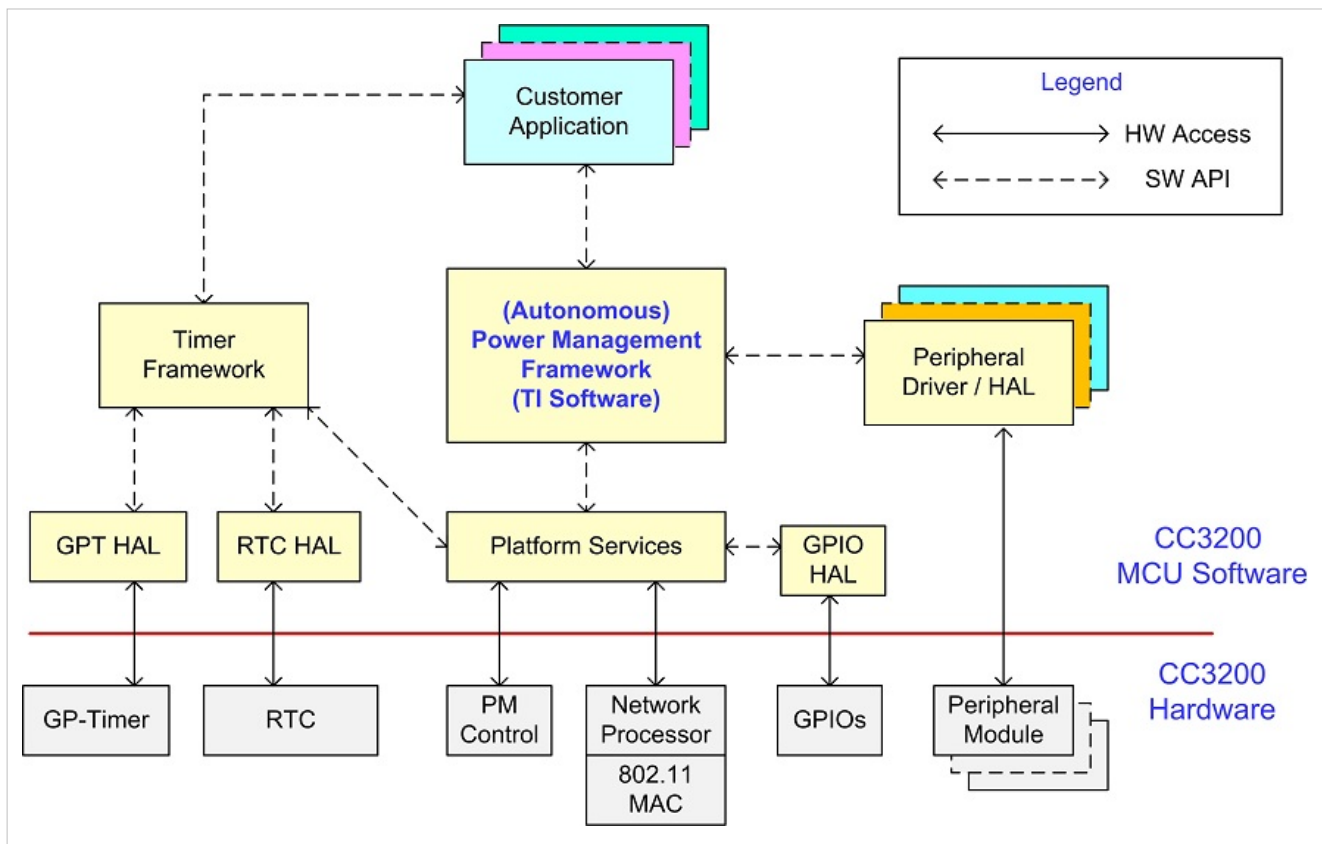 Customer
Application
Legend
HW Access
SW API
Timer
Framework
(Autonomous)
Power Management
Framework
(TI Software)
Peripheral
Driver / HAL
GPT HAL
RTC HAL
Platform Services
GPIO
HAL
CC3200
MCU Software
CC3200
Hardware
GP-Timer
RTC
PM
Control
Network
Processor
802.11
MAC
GPIOs
Peripheral
Module